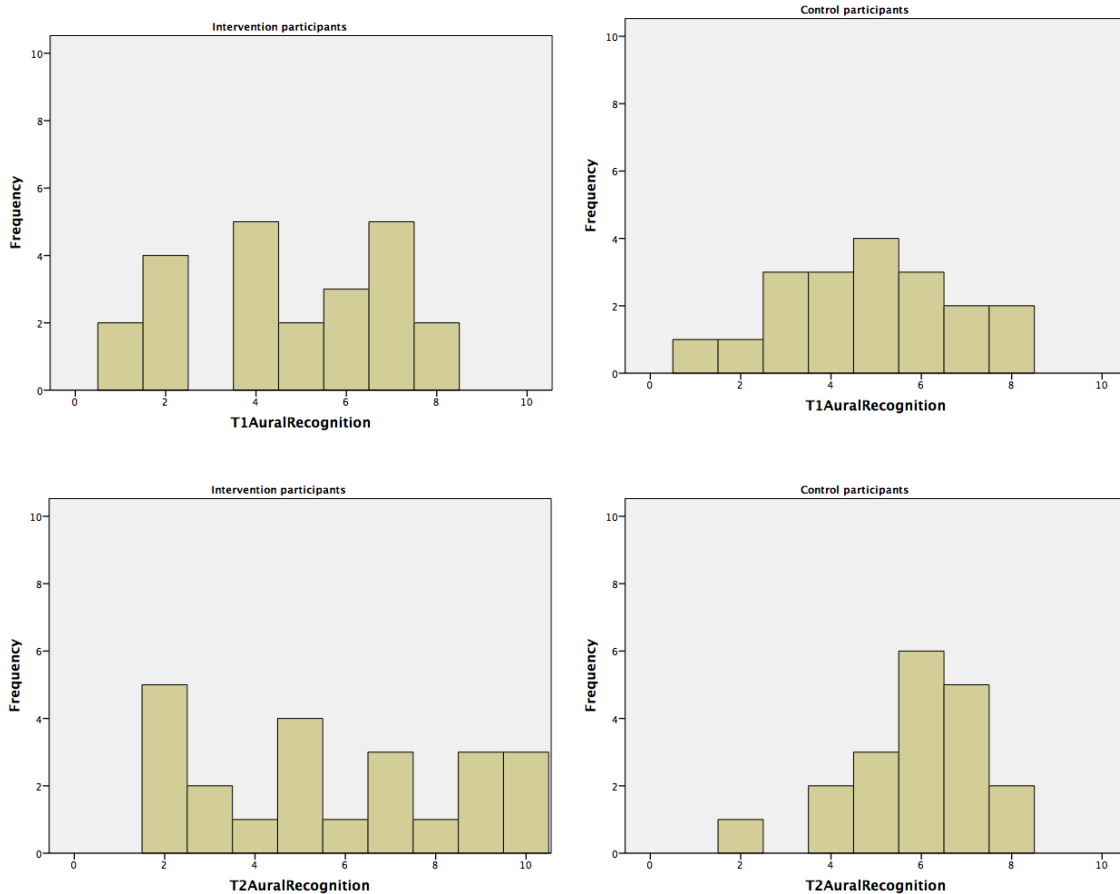 Intervention participants
10
8
6
4
2
0
Frequency
0 2 4 6 8 10
T1AuralRecognition
Control participants
10
8
6
4
2
0
Frequency
0 2 4 6 8 10
T1AuralRecognition
Intervention participants
10
8
6
4
2
0
Frequency
0 2 4 6 8 10
T2AuralRecognition
Control participants
10
8
6
4
2
0
Frequency
0 2 4 6 8 10
T2AuralRecognition